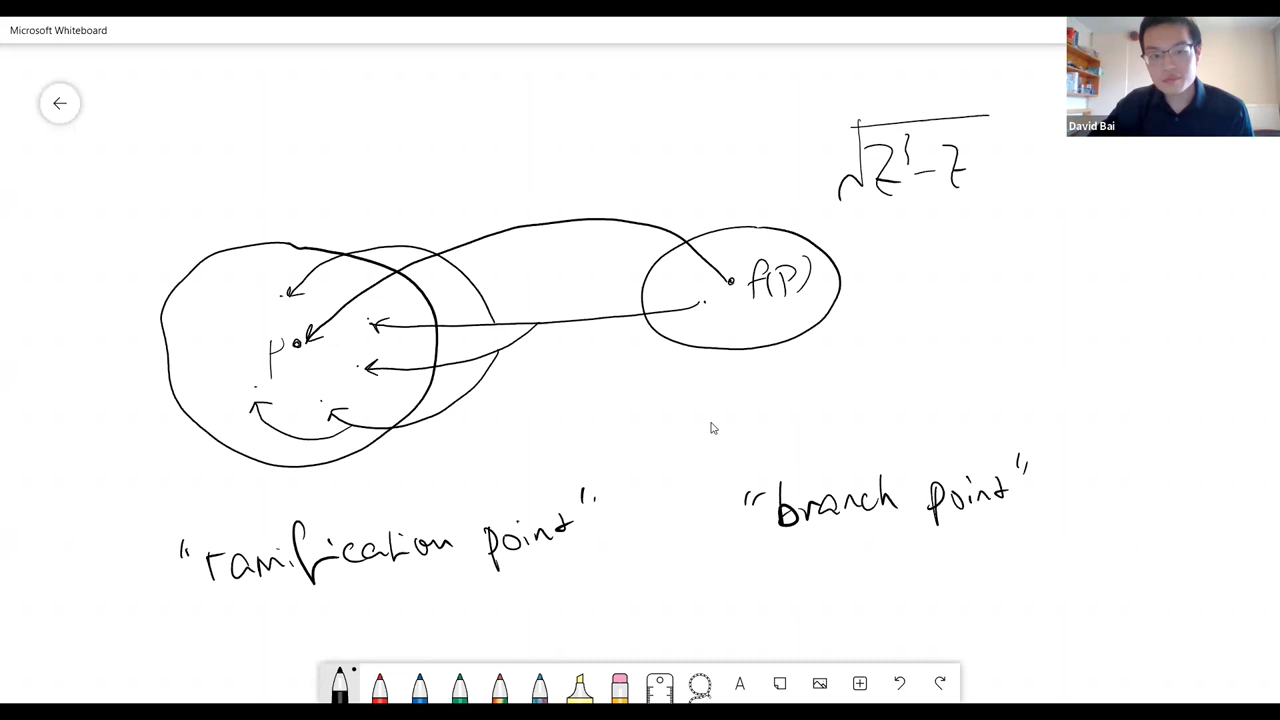 Microsoft Whiteboard
David Bai
√(z³ - z)
f(p)
p
"ramification point"
"branch point"
A